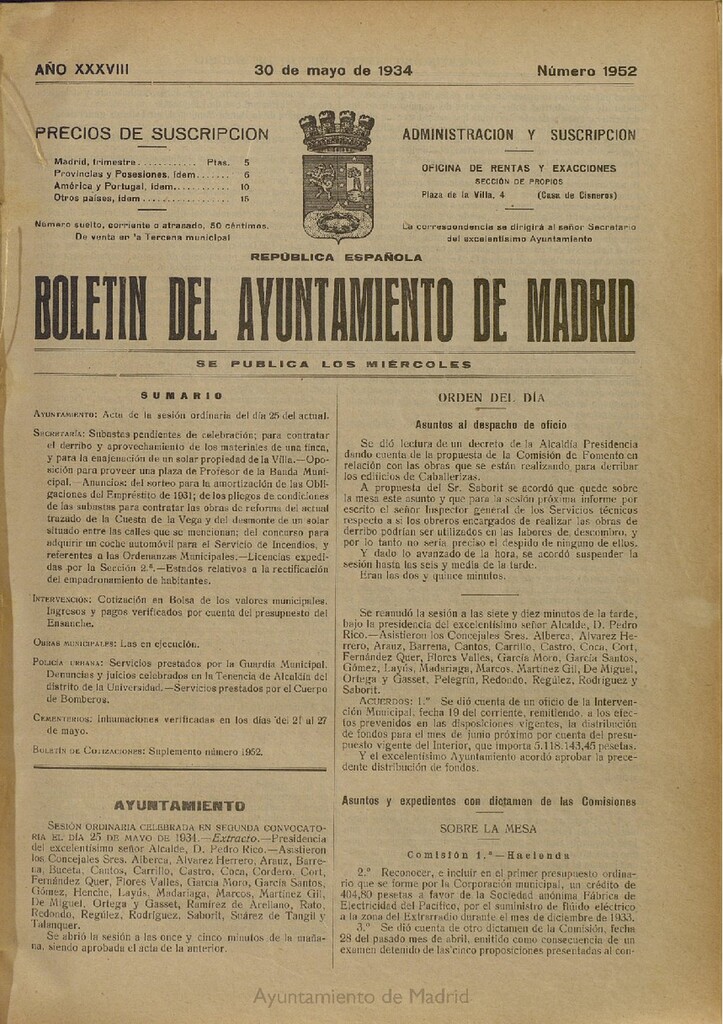 AÑO XXXVIII 30 de mayo de 1934 Número 1952
PRECIOS DE SUSCRIPCION
Madrid, trimestre............ Ptas. 5
Provincias y Posesiones, ídem...... 6
América y Portugal, ídem.......... 10
Otros países, ídem............... 15
Número suelto, corriente o atrasado, 50 céntimos.
De venta en la Tercena municipal
ADMINISTRACION Y SUSCRIPCION
OFICINA DE RENTAS Y EXACCIONES
SECCIÓN DE PROPIOS
Plaza de la Villa, 4 (Casa de Cisneros)
La correspondencia se dirigirá al señor Secretario
del excelentísimo Ayuntamiento
REPÚBLICA ESPAÑOLA
BOLETIN DEL AYUNTAMIENTO DE MADRID
SE PUBLICA LOS MIÉRCOLES
SUMARIO
AYUNTAMIENTO: Acta de la sesión ordinaria del día 25 del actual.
SECRETARÍA: Subastas pendientes de celebración; para contratar
el derribo y aprovechamiento de los materiales de una finca,
y para la enajenación de un solar propiedad de la Villa.—Opo-
sición para proveer una plaza de Profesor de la Banda Muni-
cipal.—Anuncios: del sorteo para la amortización de las Obli-
gaciones del Empréstito de 1931; de los pliegos de condiciones
de las subastas para contratar las obras de reforma del actual
trazado de la Cuesta de la Vega y del desmonte de un solar
situado entre las calles que se mencionan; del concurso para
adquirir un coche automóvil para el Servicio de Incendios, y
referentes a las Ordenanzas Municipales.—Licencias expedi-
das por la Sección 2.ª—Estados relativos a la rectificación
del empadronamiento de habitantes.
INTERVENCIÓN: Cotización en Bolsa de los valores municipales.
Ingresos y pagos verificados por cuenta del presupuesto del
Ensanche.
OBRAS MUNICIPALES: Las en ejecución.
POLICÍA URBANA: Servicios prestados por la Guardia Municipal.
Denuncias y juicios celebrados en la Tenencia de Alcaldía del
distrito de la Universidad.—Servicios prestados por el Cuerpo
de Bomberos.
CEMENTERIOS: Inhumaciones verificadas en los días del 21 al 27
de mayo.
BOLETÍN DE COTIZACIONES: Suplemento número 1952.
AYUNTAMIENTO
SESIÓN ORDINARIA CELEBRADA EN SEGUNDA CONVOCATO-
RIA EL DÍA 25 DE MAYO DE 1934.—Extracto.—Presidencia
del excelentísimo señor Alcalde, D. Pedro Rico.—Asistieron
los Concejales Sres. Alberca, Alvarez Herrero, Arauz, Barre-
na, Buceta, Cantos, Carrillo, Castro, Coca, Cordero, Cort,
Fernández Quer, Flores Valles, García Moro, García Santos,
Gómez, Henche, Layús, Madariaga, Marcos, Martínez Gil,
De Miguel, Ortega y Gasset, Ramírez de Arellano, Rato,
Redondo, Regúlez, Rodríguez, Saborit, Suárez de Tangil y
Talanquer.
Se abrió la sesión a las once y cinco minutos de la maña-
na, siendo aprobada el acta de la anterior.
ORDEN DEL DÍA
Asuntos al despacho de oficio
Se dió lectura de un decreto de la Alcaldía Presidencia
dando cuenta de la propuesta de la Comisión de Fomento en
relación con las obras que se están realizando para derribar
los edificios de Caballerizas.
A propuesta del Sr. Saborit se acordó que quede sobre
la mesa este asunto y que para la sesión próxima informe por
escrito el señor Inspector general de los Servicios técnicos
respecto a si los obreros encargados de realizar las obras de
derribo podrían ser utilizados en las labores de descombro, y
por lo tanto no sería preciso el despido de ninguno de ellos.
Y dado lo avanzado de la hora, se acordó suspender la
sesión hasta las seis y media de la tarde.
Eran las dos y quince minutos.
Se reanudó la sesión a las siete y diez minutos de la tarde,
bajo la presidencia del excelentísimo señor Alcalde, D. Pedro
Rico.—Asistieron los Concejales Sres. Alberca, Alvarez He-
rrero, Arauz, Barrena, Cantos, Carrillo, Castro, Coca, Cort,
Fernández Quer, Flores Valles, García Moro, García Santos,
Gómez, Layús, Madariaga, Marcos, Martínez Gil, De Miguel,
Ortega y Gasset, Pelegrín, Redondo, Regúlez, Rodríguez y
Saborit.
ACUERDOS: 1.º Se dió cuenta de un oficio de la Interven-
ción Municipal, fecha 19 del corriente, remitiendo, a los efec-
tos prevenidos en las disposiciones vigentes, la distribución
de fondos para el mes de junio próximo por cuenta del presu-
puesto vigente del Interior, que importa 5.118.143,45 pesetas.
Y el excelentísimo Ayuntamiento acordó aprobar la prece-
dente distribución de fondos.
Asuntos y expedientes con dictamen de las Comisiones
SOBRE LA MESA
Comisión 1.ª—Hacienda
2.º Reconocer, e incluir en el primer presupuesto ordina-
rio que se forme por la Corporación municipal, un crédito de
404,80 pesetas a favor de la Sociedad anónima Fábrica de
Electricidad del Pacífico, por el suministro de flúido eléctrico
a la zona del Extrarradio durante el mes de diciembre de 1933.
3.º Se dió cuenta de otro dictamen de la Comisión, fecha
28 del pasado mes de abril, emitido como consecuencia de un
examen detenido de las cinco proposiciones presentadas al con-
Ayuntamiento de Madrid